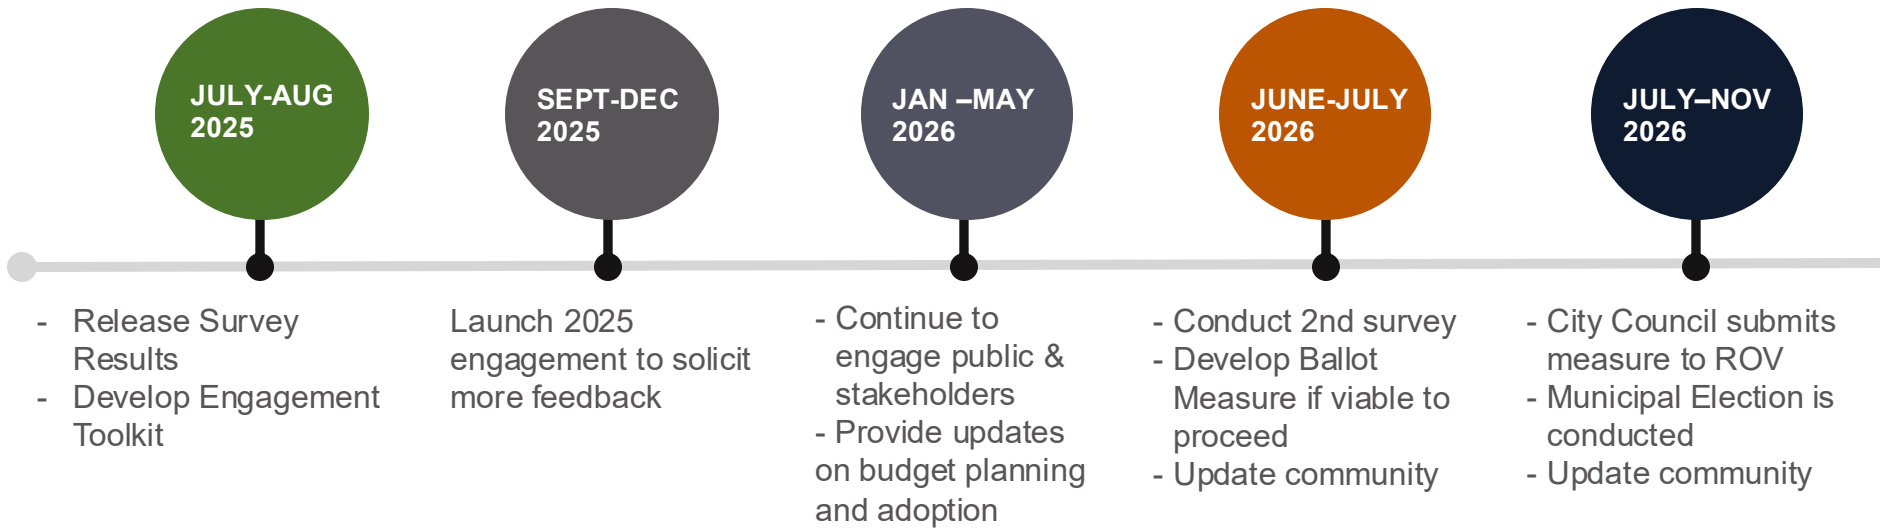 JULY-AUG
2025
SEPT-DEC
2025
JAN –MAY
2026
JUNE-JULY
2026
JULY–NOV
2026
- Release Survey
Results
- Develop Engagement
Toolkit
Launch 2025
engagement to solicit
more feedback
- Continue to
engage public &
stakeholders
- Provide updates
on budget planning
and adoption
- Conduct 2nd survey
- Develop Ballot
Measure if viable to
proceed
- Update community
- City Council submits
measure to ROV
- Municipal Election is
conducted
- Update community